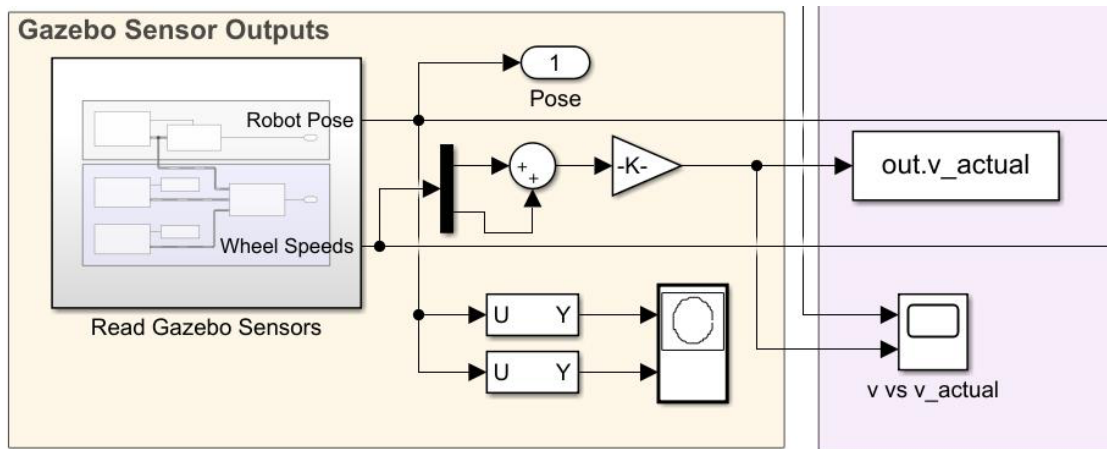 Gazebo Sensor Outputs
Robot Pose
1
Pose
+
+
-K-
out.v_actual
Wheel Speeds
Read Gazebo Sensors
U Y
U Y
v vs v_actual